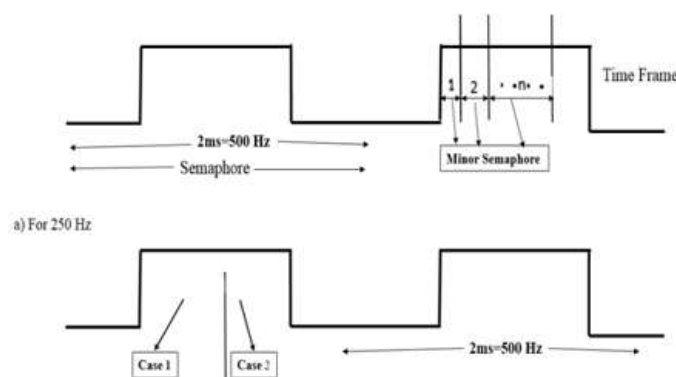 1 2 • •n• •
Time Frame
2ms=500 Hz
Semaphore
Minor Semaphore
a) For 250 Hz
Case 1
Case 2
2ms=500 Hz